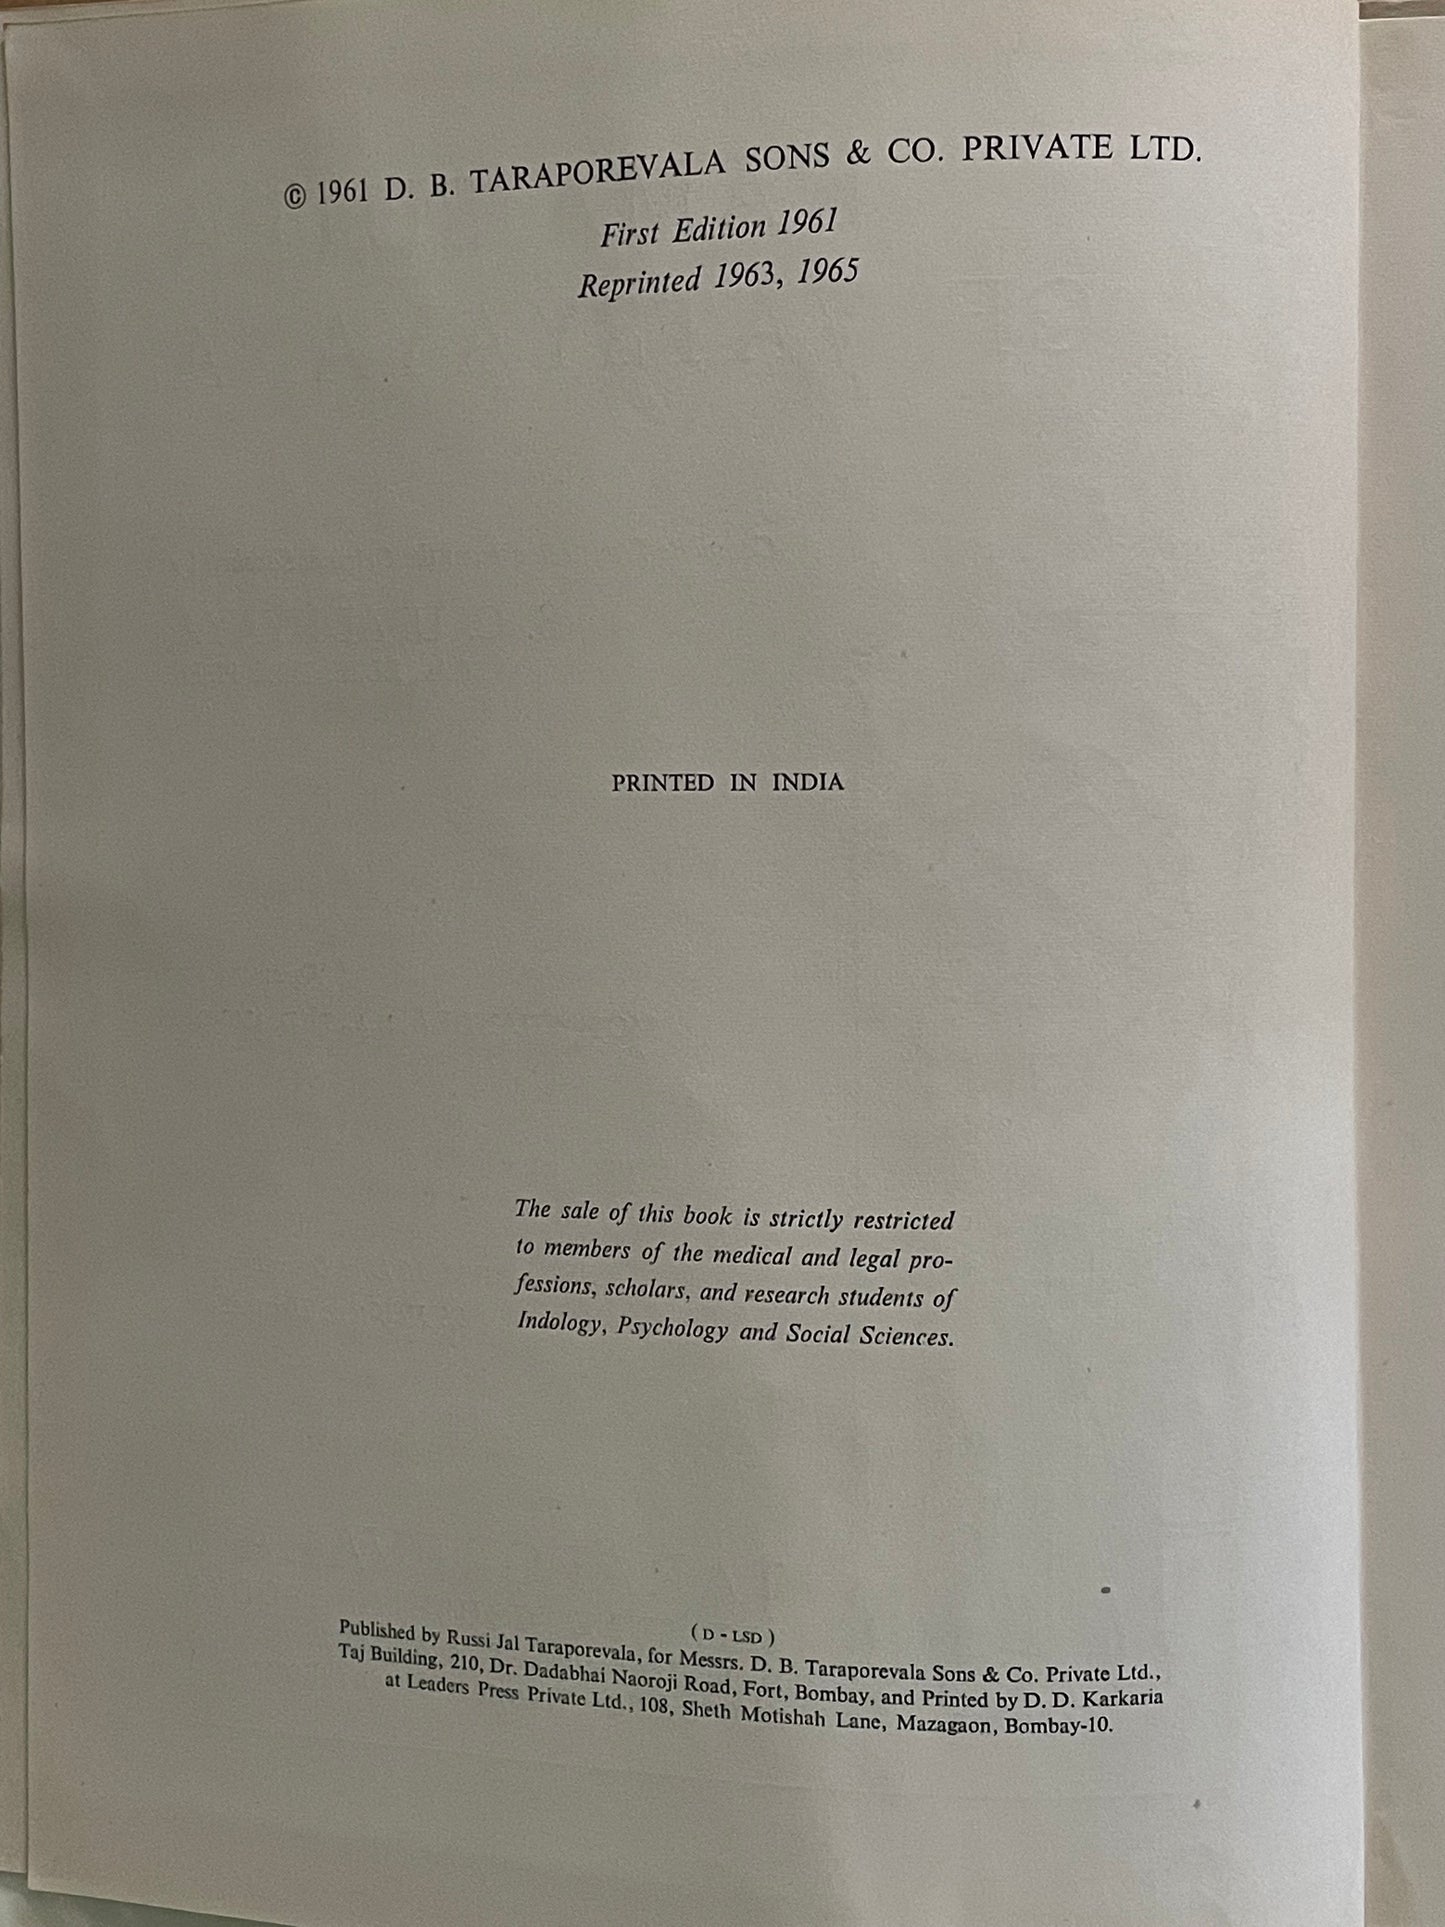 © 1961 D. B. TARAPOREVALA SONS & CO. PRIVATE LTD.
First Edition 1961
Reprinted 1963, 1965
PRINTED IN INDIA
The sale of this book is strictly restricted
to members of the medical and legal pro-
fessions, scholars, and research students of
Indology, Psychology and Social Sciences.
( D - LSD )
Published by Russi Jal Taraporevala, for Messrs. D. B. Taraporevala Sons & Co. Private Ltd.,
Taj Building, 210, Dr. Dadabhai Naoroji Road, Fort, Bombay, and Printed by D. D. Karkaria
at Leaders Press Private Ltd., 108, Sheth Motishah Lane, Mazagaon, Bombay-10.